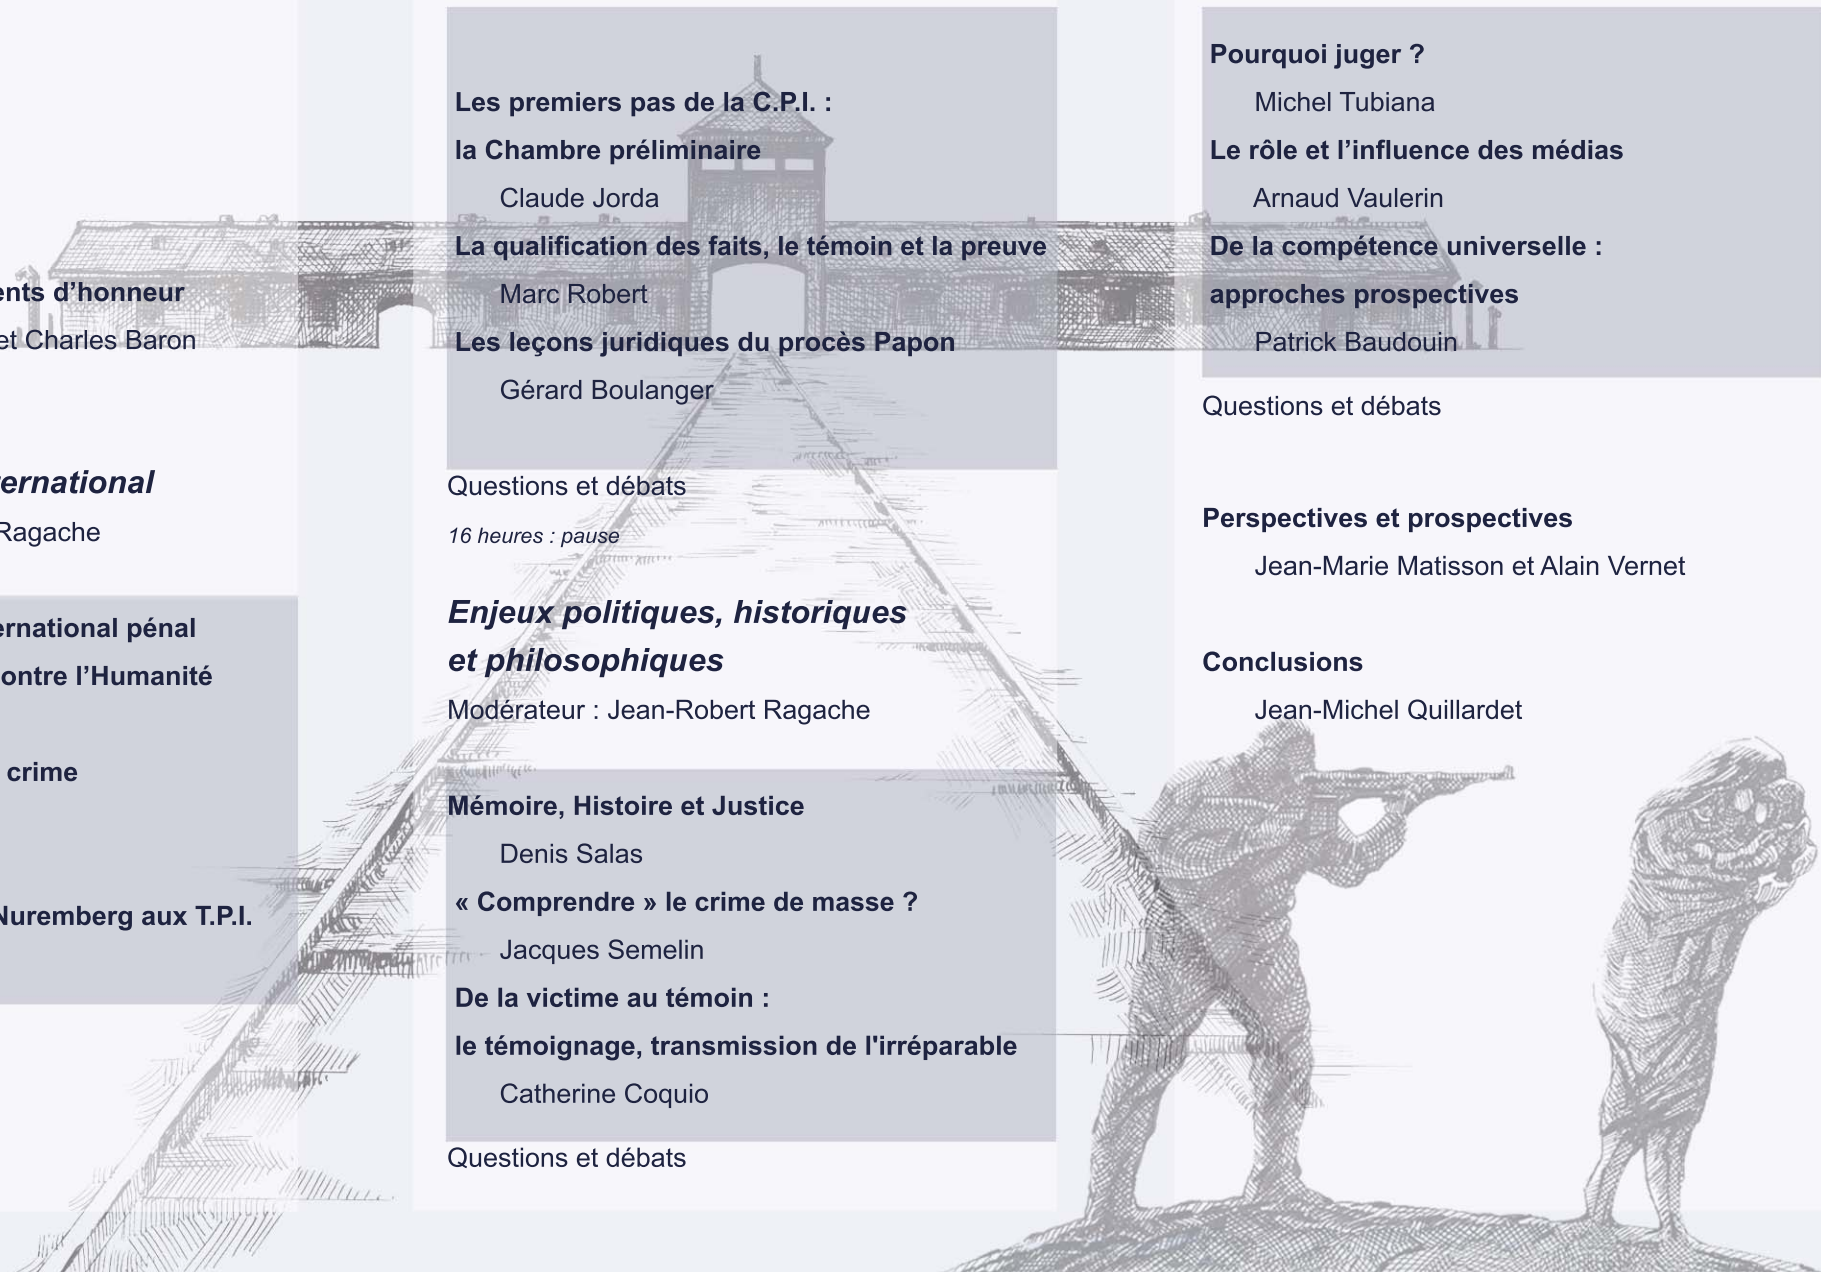 ents d’honneur
et Charles Baron
ernational
Ragache
ernational pénal
ontre l’Humanité
crime
Nuremberg aux T.P.I.
Les premiers pas de la C.P.I. :
la Chambre préliminaire
Claude Jorda
La qualification des faits, le témoin et la preuve
Marc Robert
Les leçons juridiques du procès Papon
Gérard Boulanger
Questions et débats
16 heures : pause
Enjeux politiques, historiques
et philosophiques
Modérateur : Jean-Robert Ragache
Mémoire, Histoire et Justice
Denis Salas
« Comprendre » le crime de masse ?
Jacques Semelin
De la victime au témoin :
le témoignage, transmission de l'irréparable
Catherine Coquio
Questions et débats
Pourquoi juger ?
Michel Tubiana
Le rôle et l’influence des médias
Arnaud Vaulerin
De la compétence universelle :
approches prospectives
Patrick Baudouin
Questions et débats
Perspectives et prospectives
Jean-Marie Matisson et Alain Vernet
Conclusions
Jean-Michel Quillardet